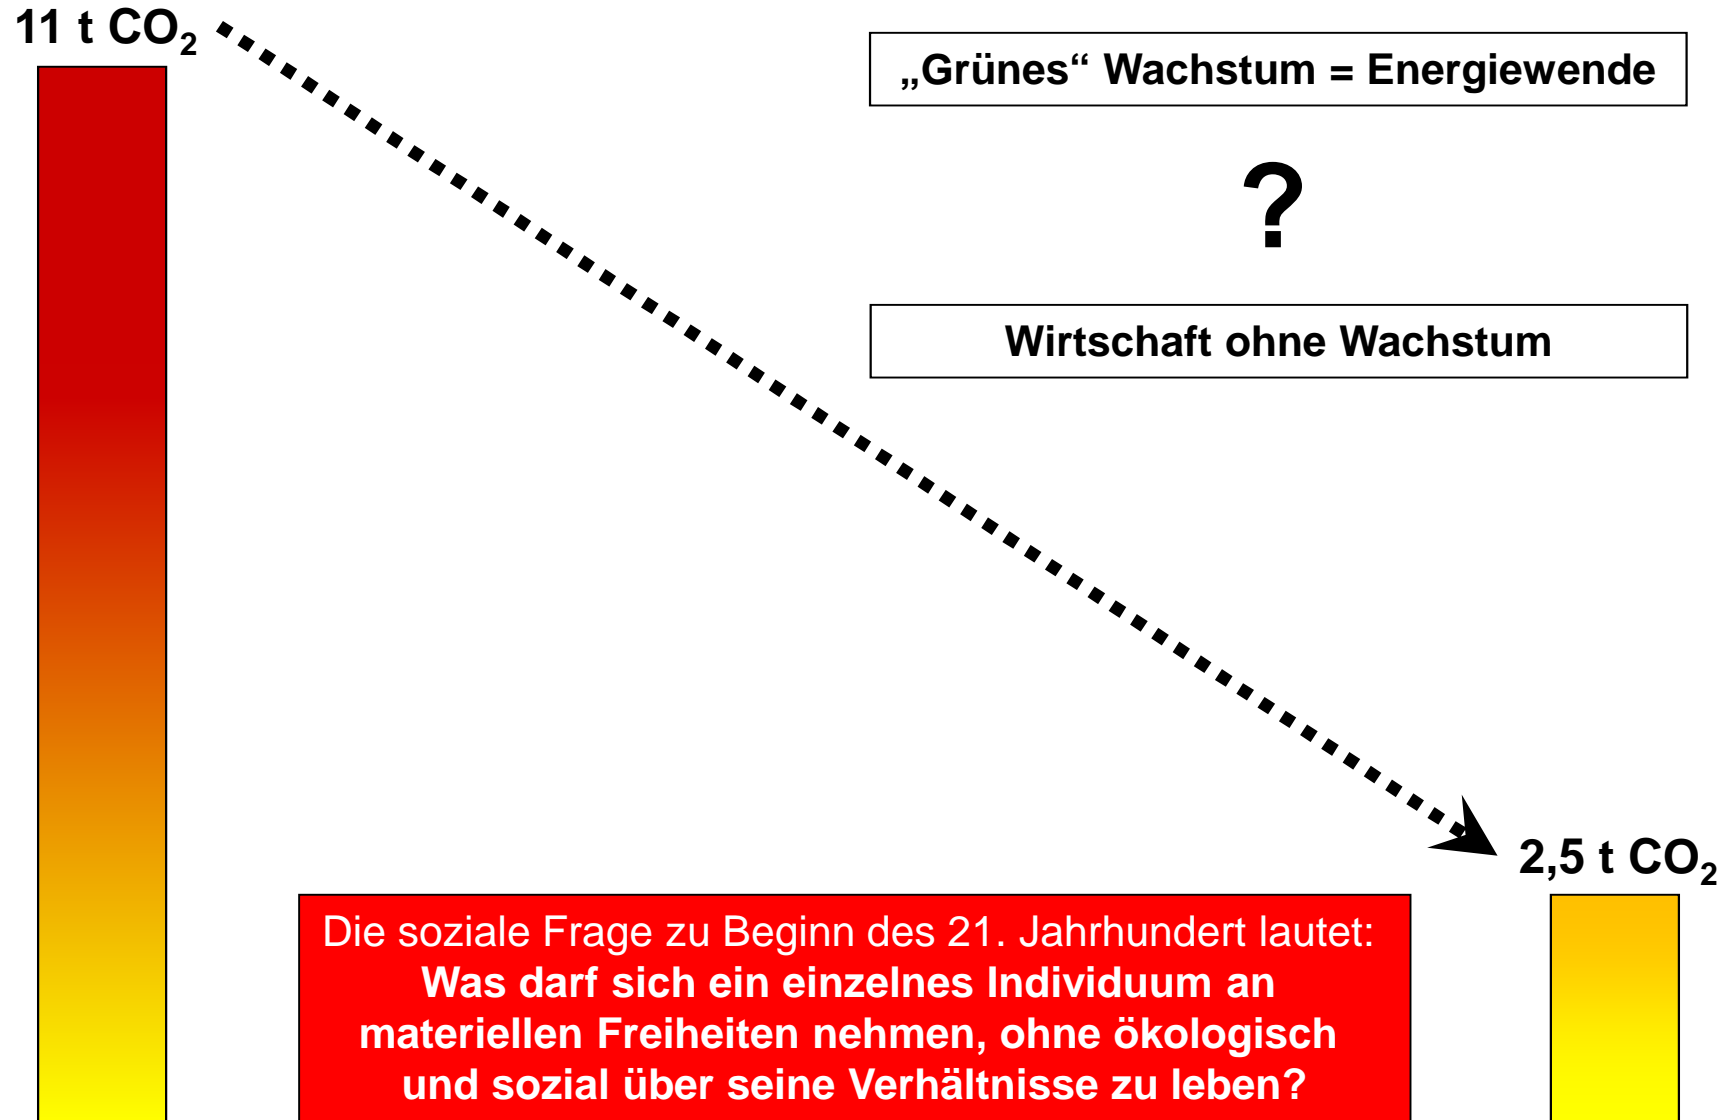 11 t CO₂
„Grünes“ Wachstum = Energiewende
?
Wirtschaft ohne Wachstum
2,5 t CO₂
Die soziale Frage zu Beginn des 21. Jahrhundert lautet:
Was darf sich ein einzelnes Individuum an
materiellen Freiheiten nehmen, ohne ökologisch
und sozial über seine Verhältnisse zu leben?